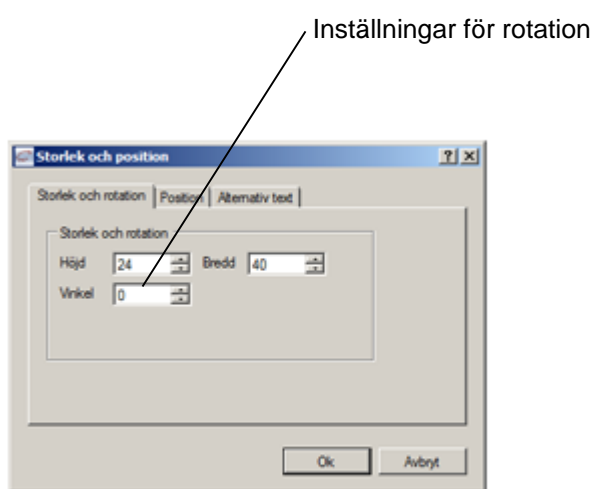 Inställningar för rotation
Storlek och position
Storlek och rotation Position Alternativ text
Storlek och rotation
Höjd 24 Bredd 40
Vinkel 0
Ok Avbryt